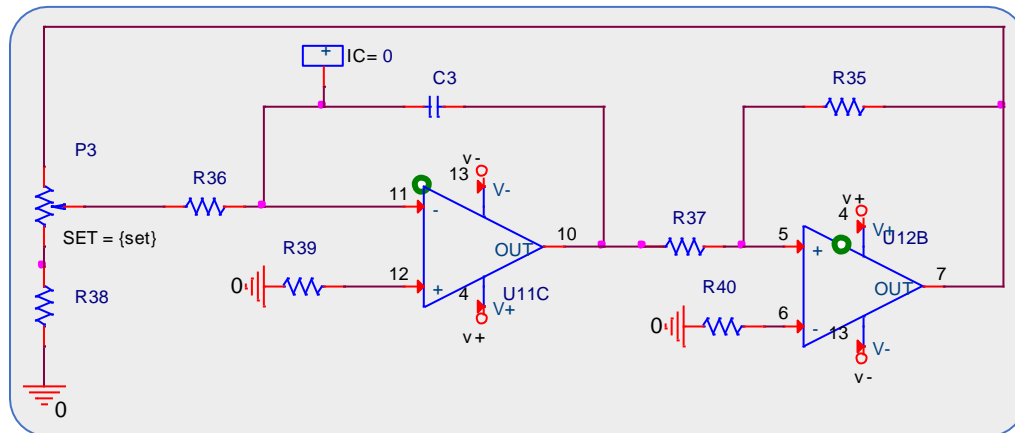 + IC= 0
C3
R35
P3
R36
v-
13
V-
11
-
SET = {set}
R39
0
12
+
OUT
10
4
U11C
V+
v+
R37
v+
4
V+
U12B
5
+
OUT
7
R40
0
6
-
13
V-
v-
R38
0